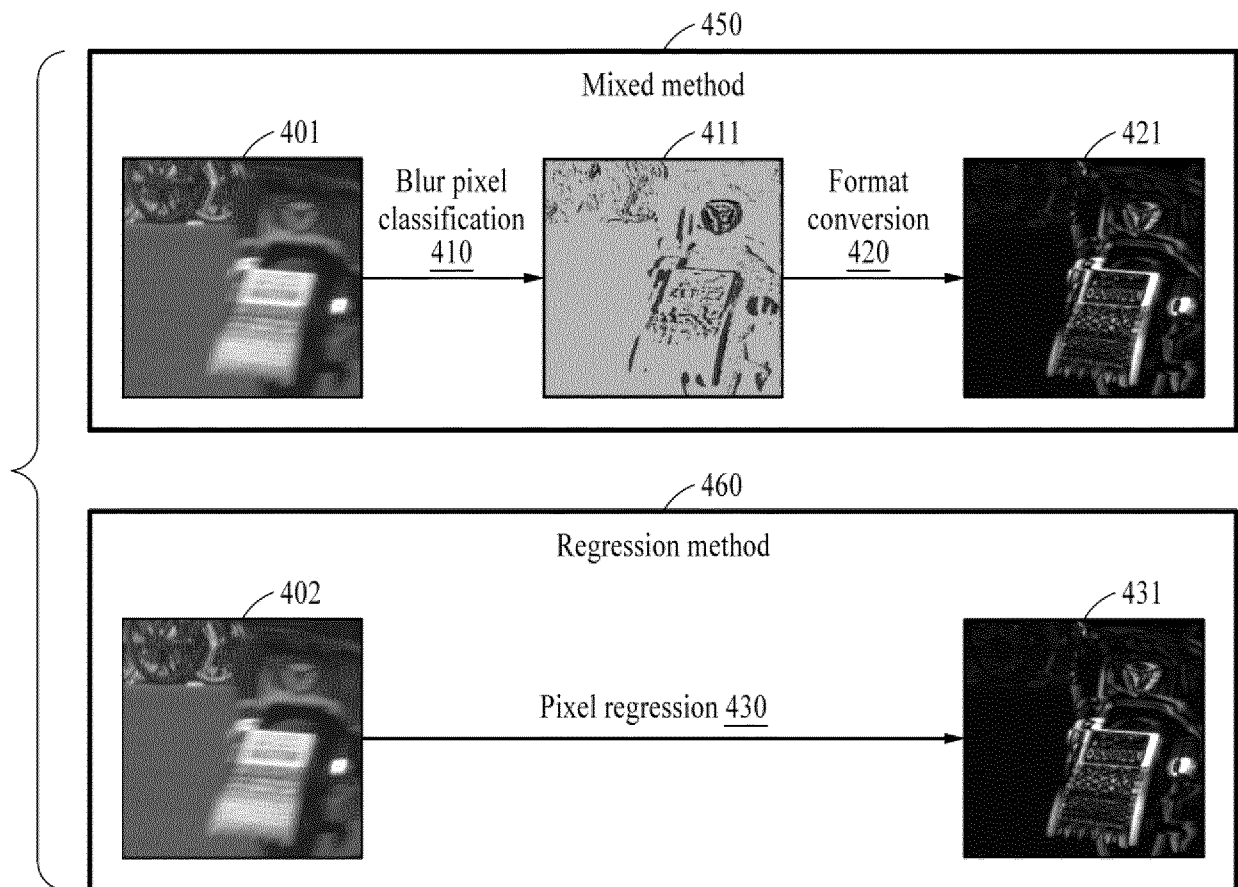 450
Mixed method
401
411
421
Blur pixel
classification
410
Format
conversion
420
460
Regression method
402
431
Pixel regression 430